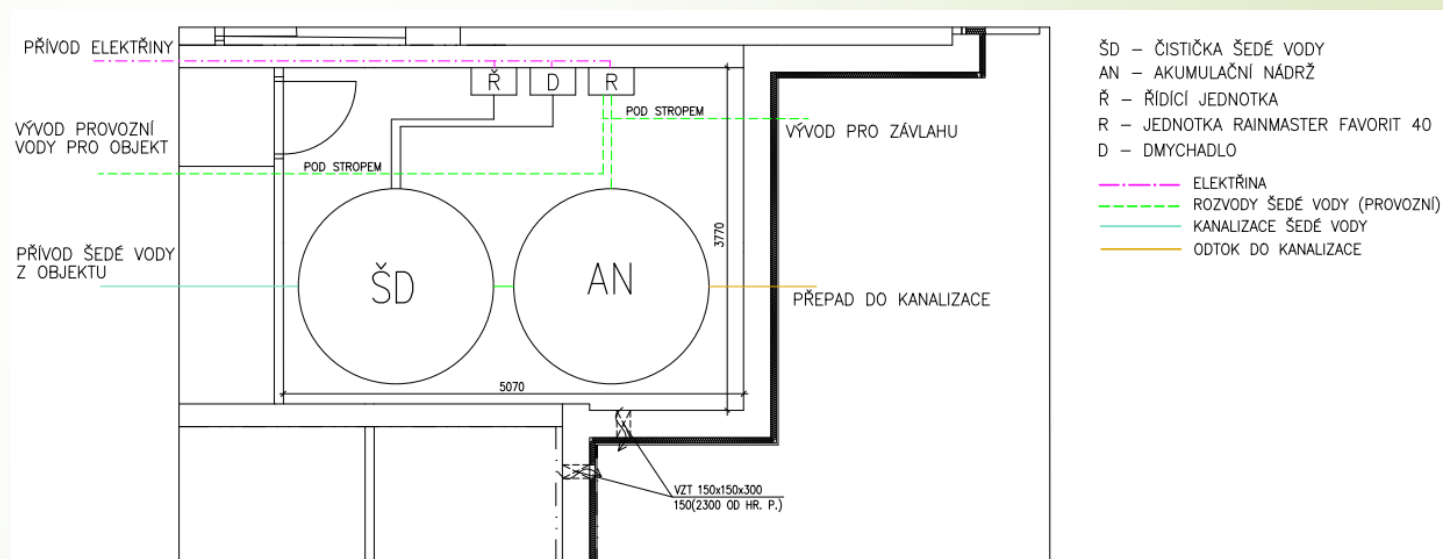 PŘÍVOD ELEKTŘINY
Ř
D
R
POD STROPEM
VÝVOD PROVOZNÍ
VODY PRO OBJEKT
VÝVOD PRO ZÁVLAHU
POD STROPEM
PŘÍVOD ŠEDÉ VODY
Z OBJEKTU
ŠD
AN
3770
PŘEPAD DO KANALIZACE
5070
VZT 150x150x300
150(2300 OD HR. P.)
ŠD – ČISTIČKA ŠEDÉ VODY
AN – AKUMULAČNÍ NÁDRŽ
Ř – ŘÍDÍCÍ JEDNOTKA
R – JEDNOTKA RAINMASTER FAVORIT 40
D – DMYCHADLO
ELEKTŘINA
ROZVODY ŠEDÉ VODY (PROVOZNÍ)
KANALIZACE ŠEDÉ VODY
ODTOK DO KANALIZACE